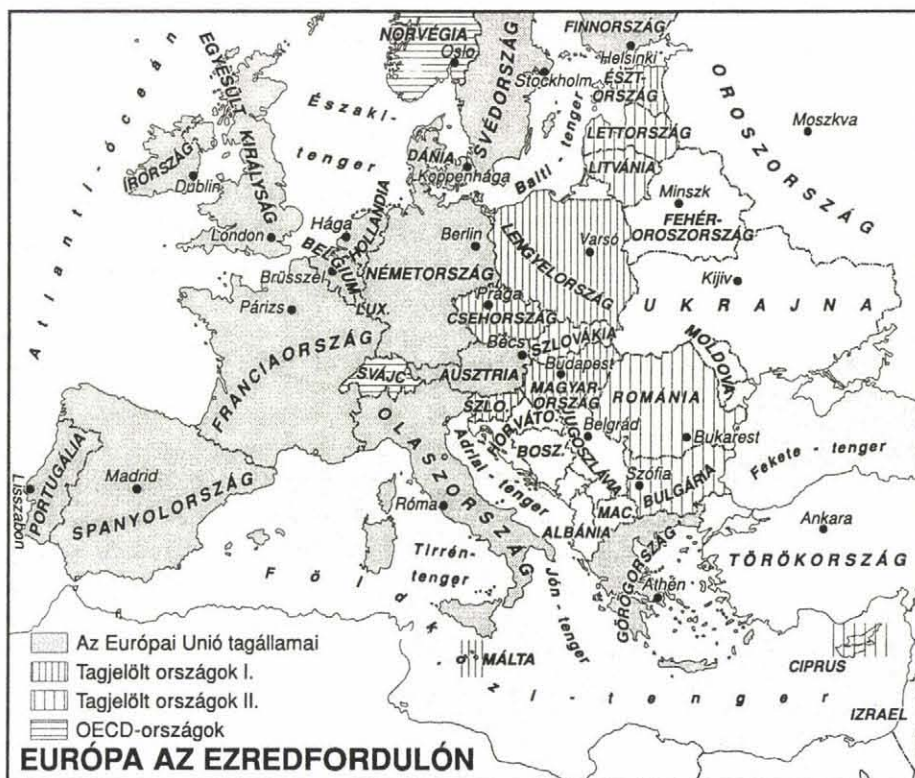 NORVÉGIA
Oslo
SVÉDORSZÁG
Stockholm
FINNORSZÁG
Helsinki
ÉSZT-
ORSZÁG
LETTORSZÁG
LITVÁNIA
OROSZORSZÁG
Moszkva
Minszk
FEHÉR-
OROSZORSZÁG
Atlanti-óceán
EGYESÜLT
KIRÁLYSÁG
ÍRORSZÁG
Dublin
London
Északi-
tenger
DÁNIA
Koppenhága
Balti-tenger
Hága
HOLLANDIA
BELGIUM
Brüsszel
LUX.
Berlin
NÉMETORSZÁG
LENGYELORSZÁG
Varsó
Kijiv
UKRAJNA
MOLDOVA
Párizs
FRANCIAORSZÁG
Prága
CSEHORSZÁG
SZLOVÁKIA
Bécs
AUSZTRIA
Budapest
MAGYAR-
ORSZÁG
SVÁJC
SZLO.
HORVÁTO.
BOSZ.
JUGOSZLÁVIA
Belgrád
ROMÁNIA
Bukarest
Szófia
BULGÁRIA
Fekete-tenger
MAC.
ALBÁNIA
OLASZORSZÁG
Róma
Adriai-tenger
Tirrén-
tenger
Jón-tenger
Lisszabon
PORTUGÁLIA
Madrid
SPANYOLORSZÁG
GÖRÖGORSZÁG
Athén
Ankara
TÖRÖKORSZÁG
CIPRUS
IZRAEL
MÁLTA
Földközi-tenger
Az Európai Unió tagállamai
Tagjelölt országok I.
Tagjelölt országok II.
OECD-országok
EURÓPA AZ EZREDFORDULÓN